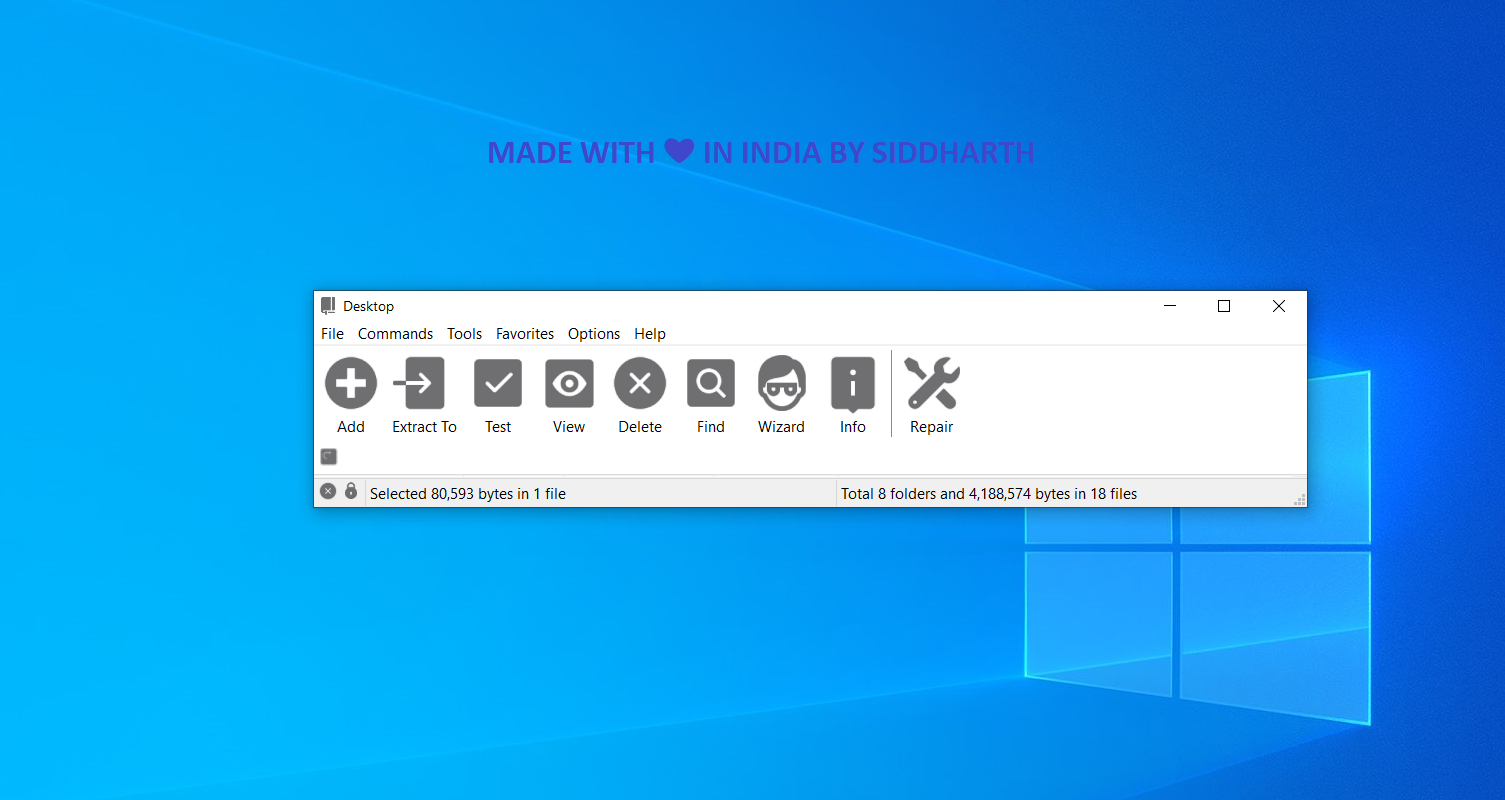 MADE WITH ❤ IN INDIA BY SIDDHARTH
Desktop
File Commands Tools Favorites Options Help
Add Extract To Test View Delete Find Wizard Info Repair
Selected 80,593 bytes in 1 file Total 8 folders and 4,188,574 bytes in 18 files